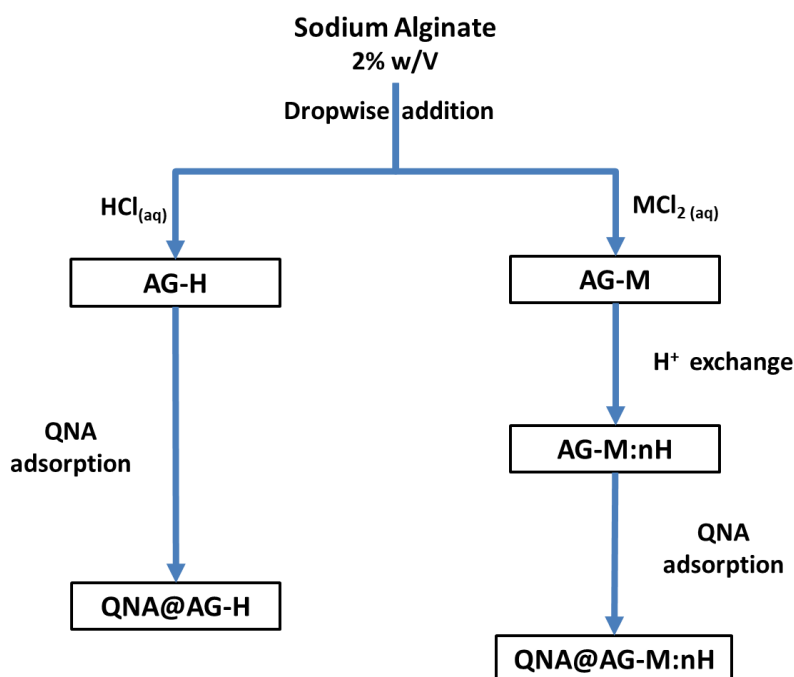 Sodium Alginate
2% w/V
Dropwise addition
HCl(aq)
MCl2 (aq)
AG-H
AG-M
H+ exchange
QNA
adsorption
AG-M:nH
QNA
adsorption
QNA@AG-H
QNA@AG-M:nH